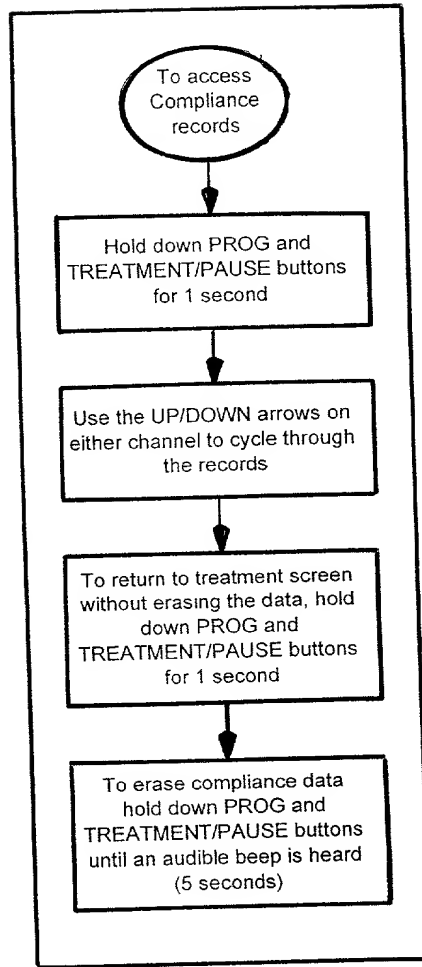 To access
Compliance
records
Hold down PROG and
TREATMENT/PAUSE buttons
for 1 second
Use the UP/DOWN arrows on
either channel to cycle through
the records
To return to treatment screen
without erasing the data, hold
down PROG and
TREATMENT/PAUSE buttons
for 1 second
To erase compliance data
hold down PROG and
TREATMENT/PAUSE buttons
until an audible beep is heard
(5 seconds)